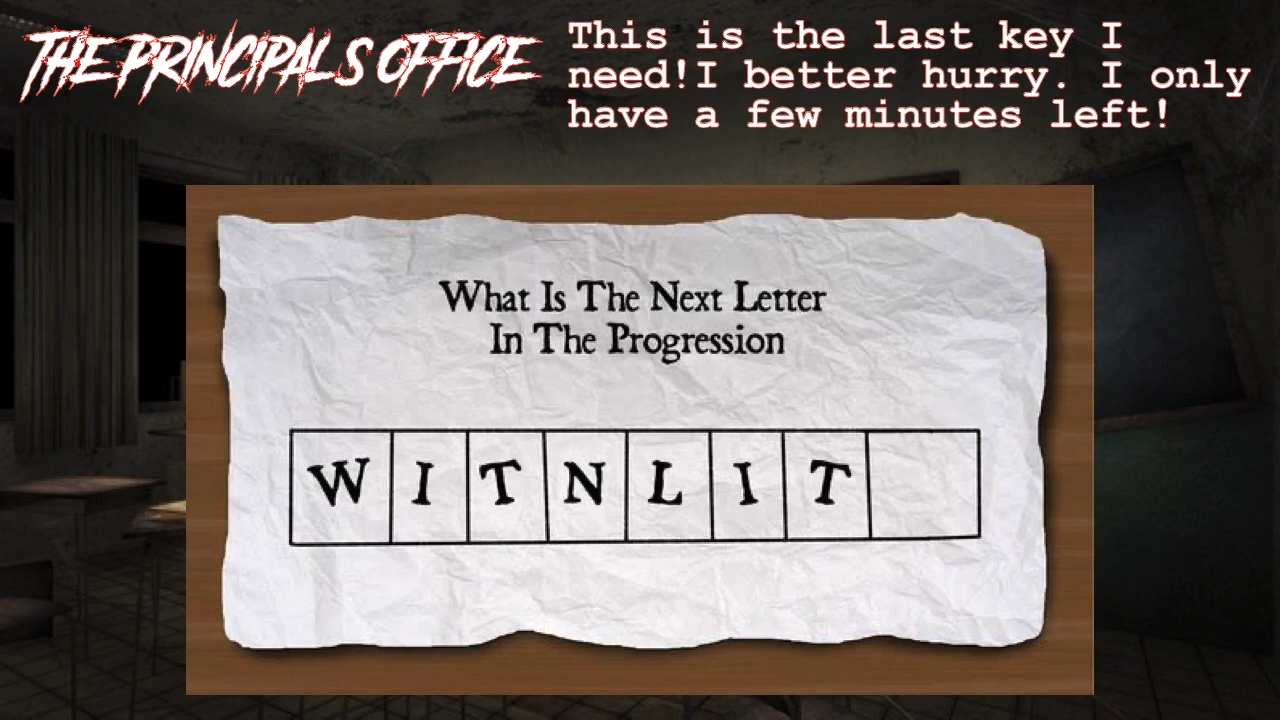 THE PRINCIPALS OFFICE
This is the last key I
need!I better hurry. I only
have a few minutes left!
What Is The Next Letter
In The Progression
W I T N L I T